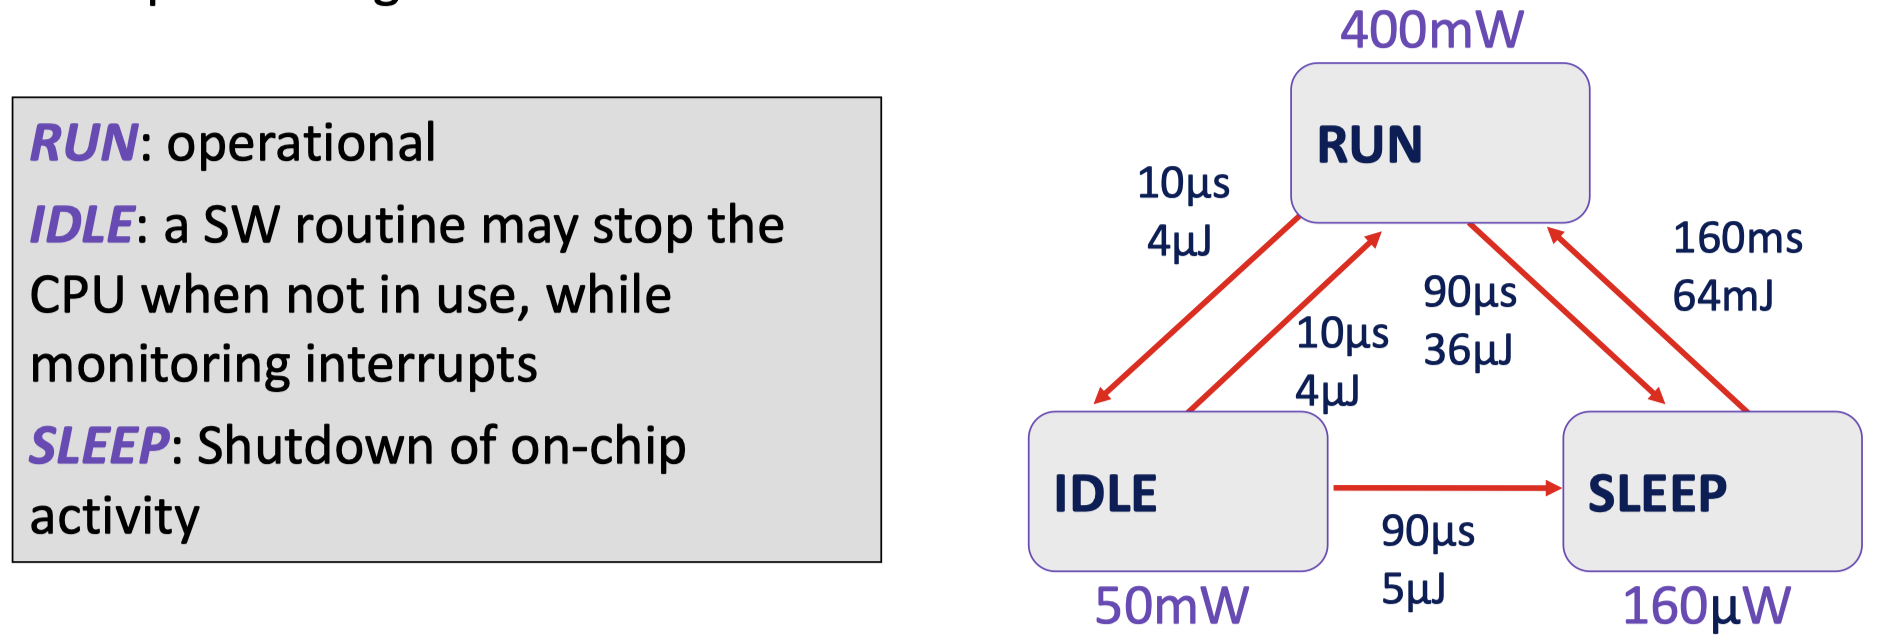 RUN: operational
IDLE: a SW routine may stop the
CPU when not in use, while
monitoring interrupts
SLEEP: Shutdown of on-chip
activity
400mW
RUN
10µs
4µJ
160ms
64mJ
90µs
36µJ
10µs
4µJ
IDLE
SLEEP
90µs
5µJ
50mW
160µW